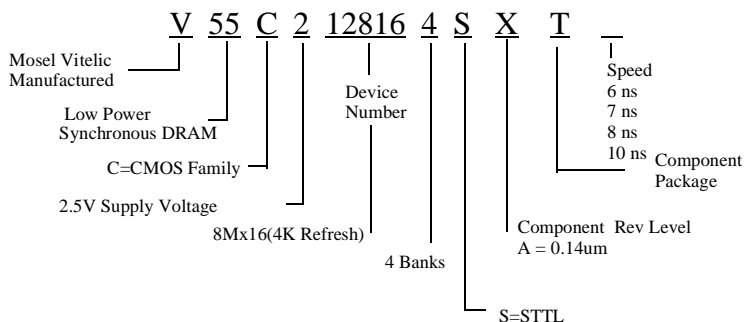 V 55 C 2 12816 4 S X T
Mosel Vitelic
Manufactured
Low Power
Synchronous DRAM
C=CMOS Family
2.5V Supply Voltage
Device
Number
8Mx16(4K Refresh)
4 Banks
S=STTL
Component Rev Level
A = 0.14um
Component
Package
Speed
6 ns
7 ns
8 ns
10 ns